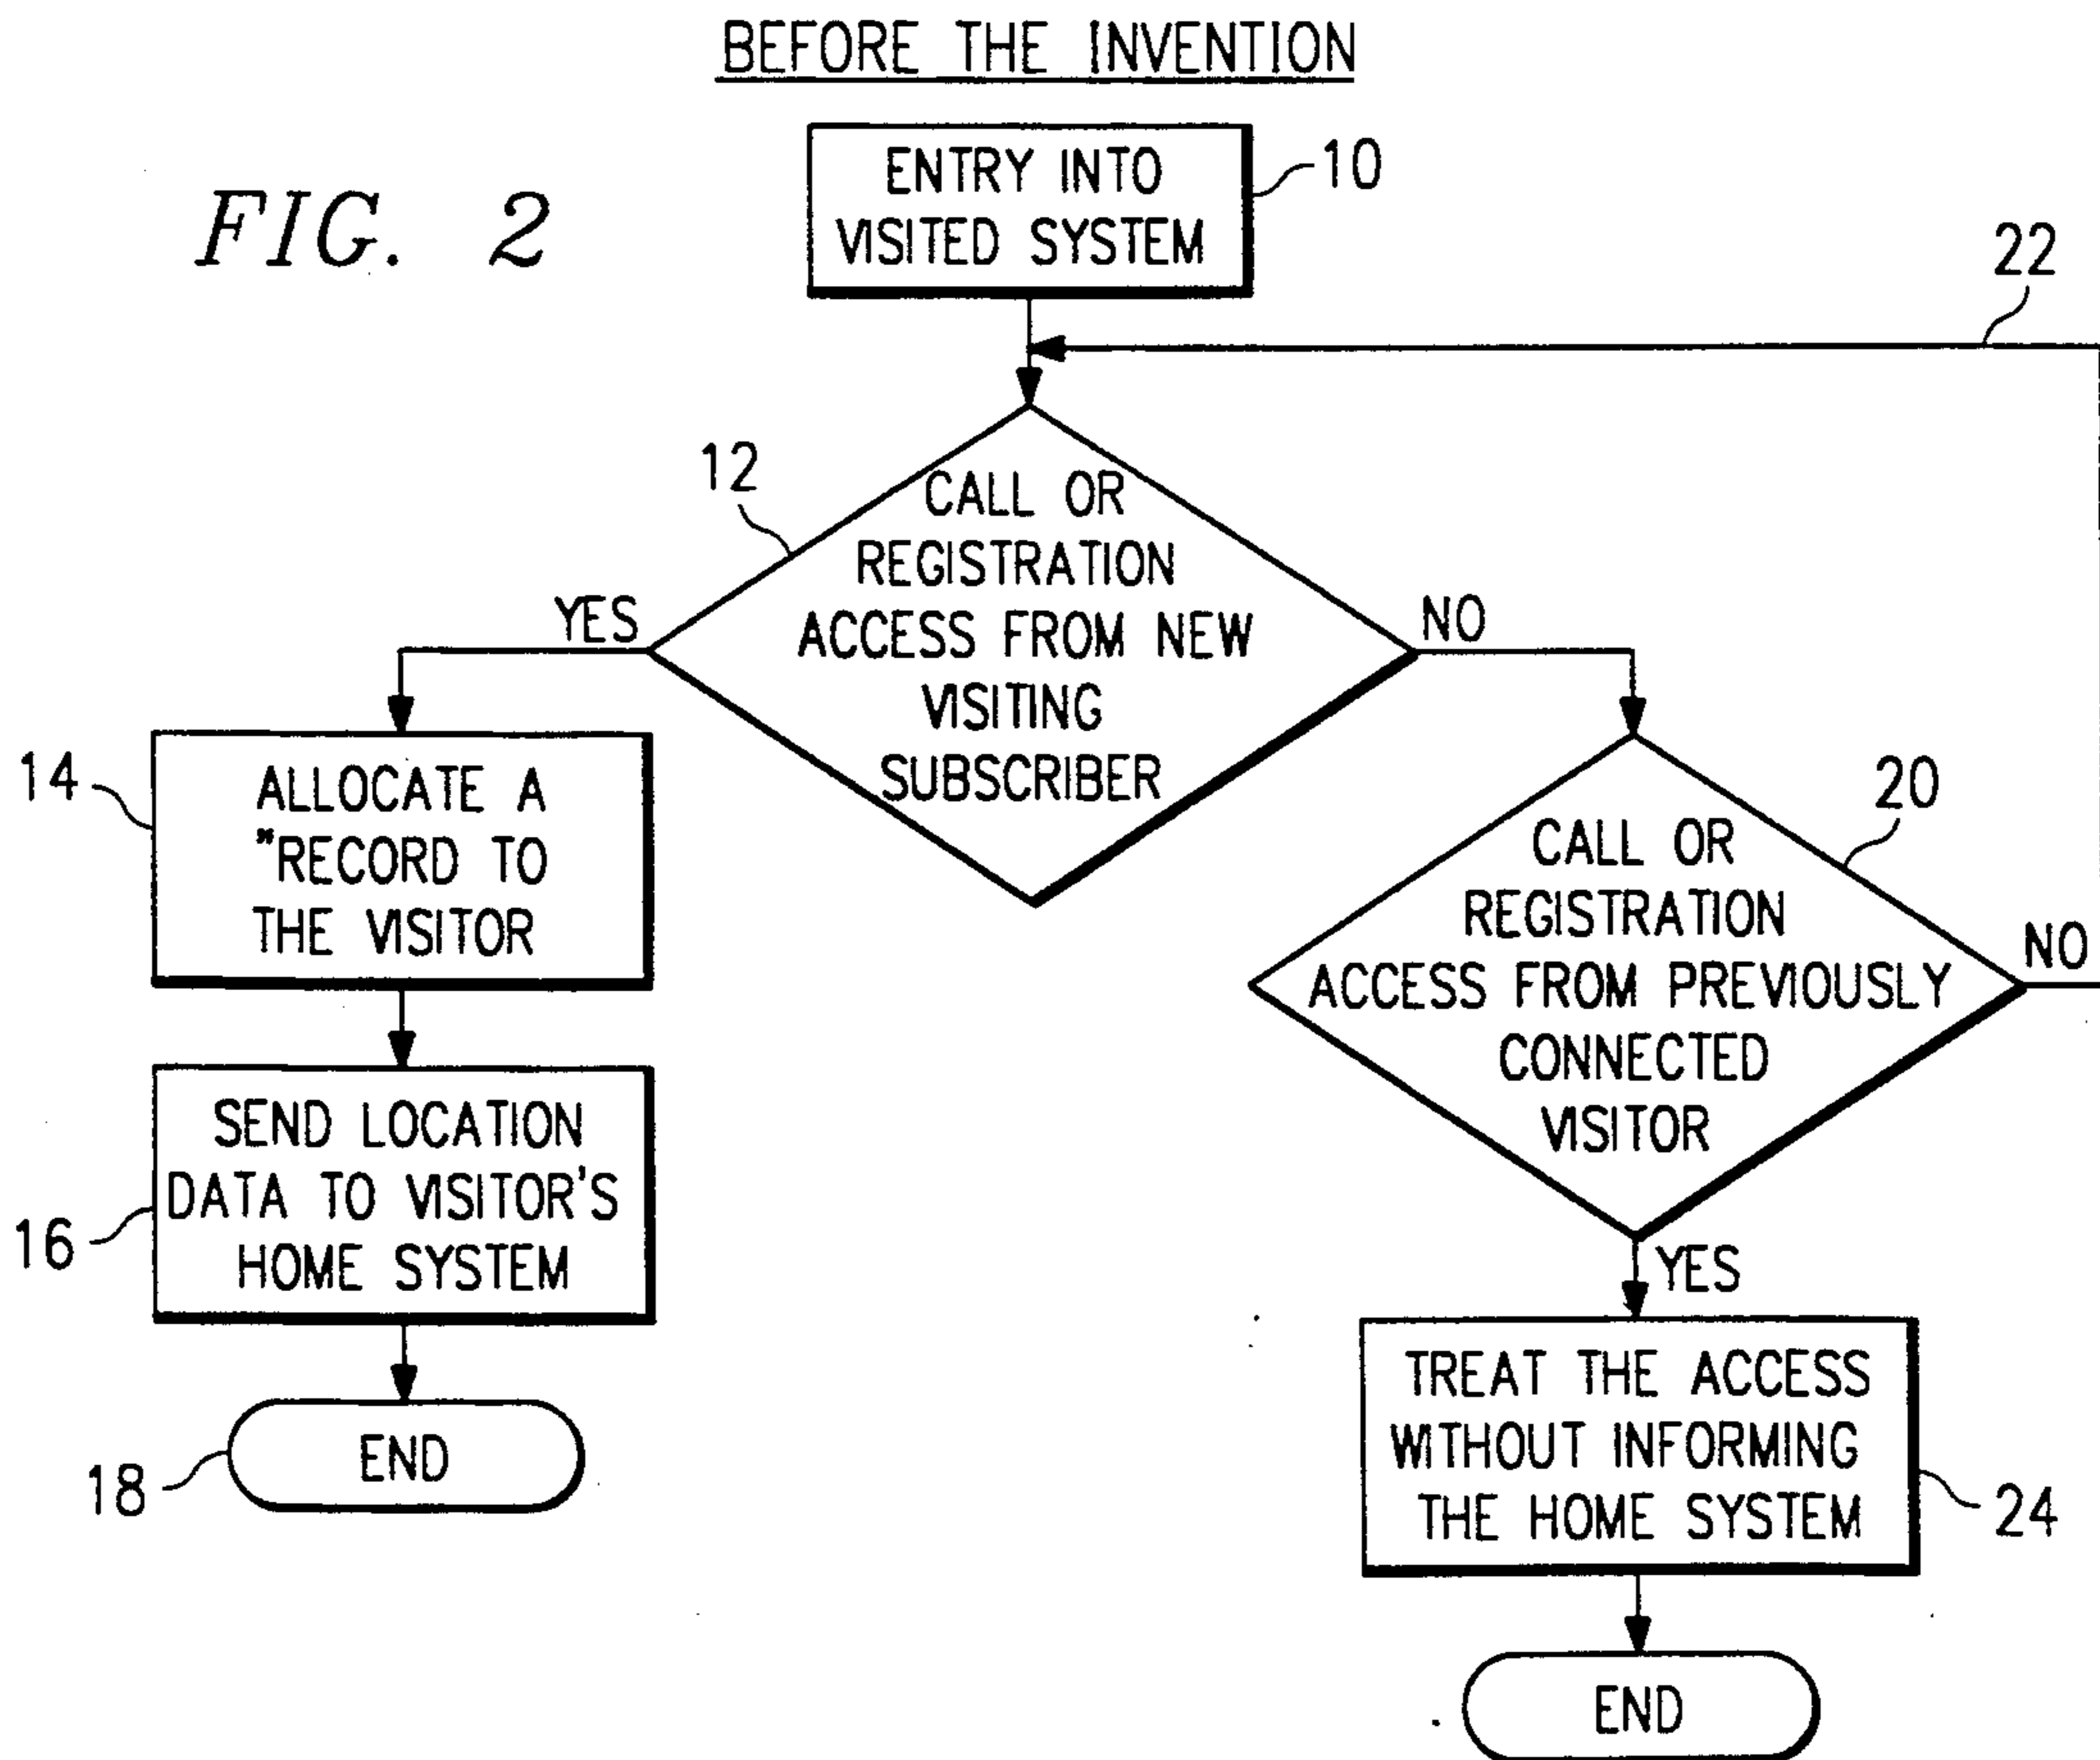 BEFORE THE INVENTION
FIG. 2
ENTRY INTO
VISITED SYSTEM
10
22
12
CALL OR
REGISTRATION
ACCESS FROM NEW
VISITING
SUBSCRIBER
YES
NO
14
ALLOCATE A
"RECORD TO
THE VISITOR
20
CALL OR
REGISTRATION
ACCESS FROM PREVIOUSLY
CONNECTED
VISITOR
NO
YES
16
SEND LOCATION
DATA TO VISITOR'S
HOME SYSTEM
18
END
TREAT THE ACCESS
WITHOUT INFORMING
THE HOME SYSTEM
24
END